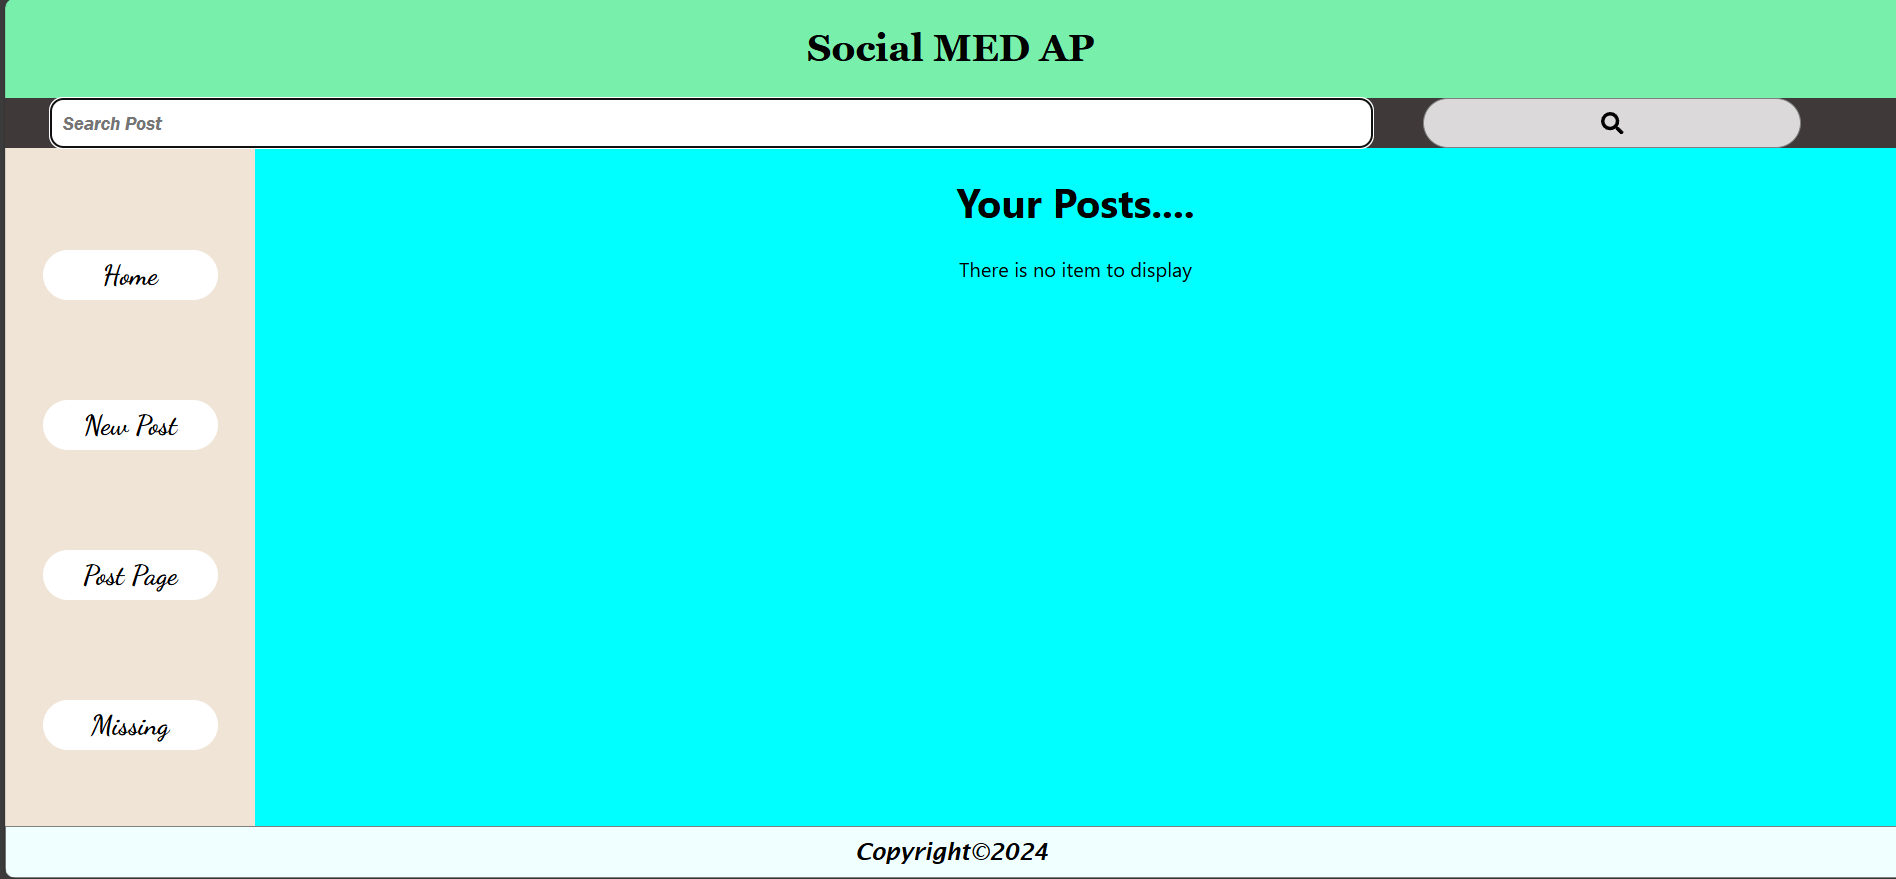 Social MED AP
Search Post
Your Posts....
There is no item to display
Home
New Post
Post Page
Missing
Copyright©2024